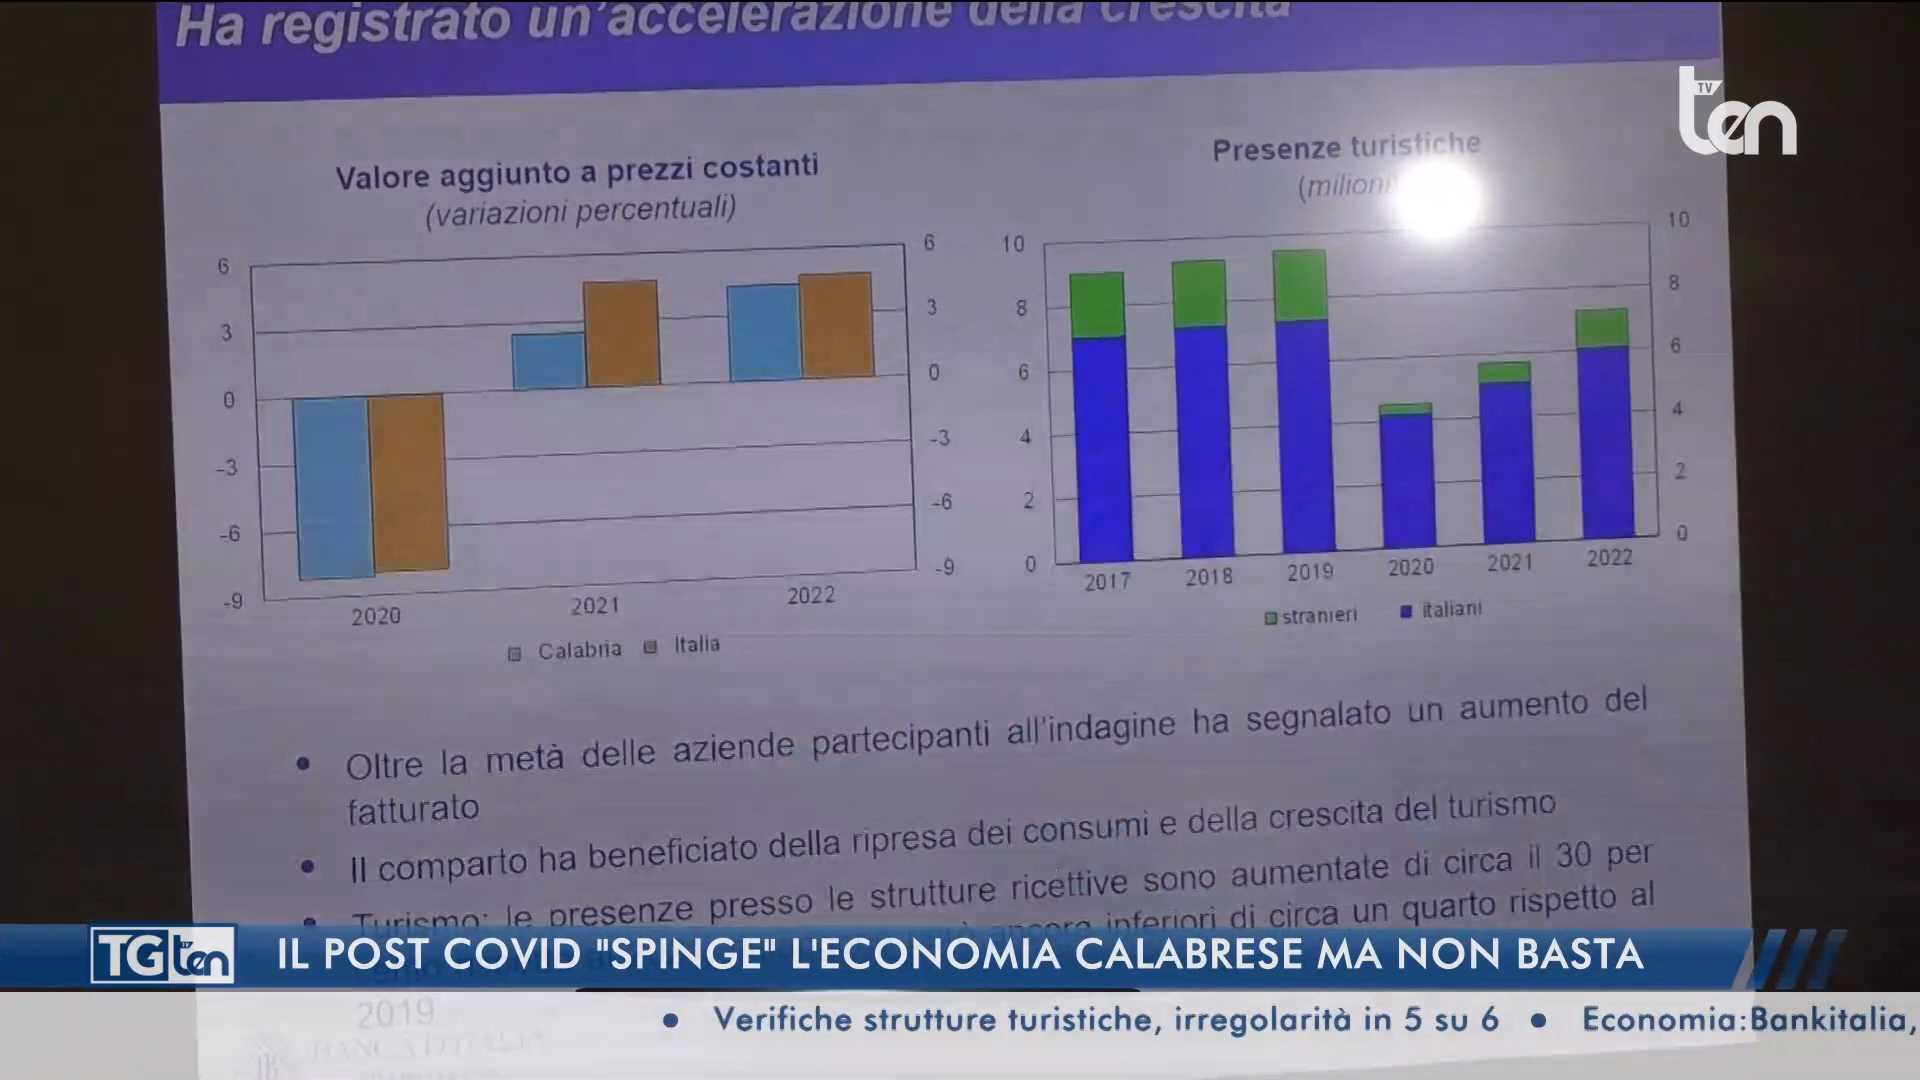 Ha registrato un'accelerazione della crescita
TV
ten
Valore aggiunto a prezzi costanti
(variazioni percentuali)
6
3
0
-3
-6
-9
6
3
0
-3
-6
-9
2020 2021 2022
Calabria Italia
Presenze turistiche
(milioni
10
8
6
4
2
0
10
8
6
4
2
0
2017 2018 2019 2020 2021 2022
stranieri italiani
• Oltre la metà delle aziende partecipanti all'indagine ha segnalato un aumento del
fatturato
• Il comparto ha beneficiato della ripresa dei consumi e della crescita del turismo
• Turismo: le presenze presso le strutture ricettive sono aumentate di circa il 30 per
ancora inferiori di circa un quarto rispetto al
2019
BANCA D'ITALIA
TG ten
IL POST COVID "SPINGE" L'ECONOMIA CALABRESE MA NON BASTA
• Verifiche strutture turistiche, irregolarità in 5 su 6 • Economia:Bankitalia,